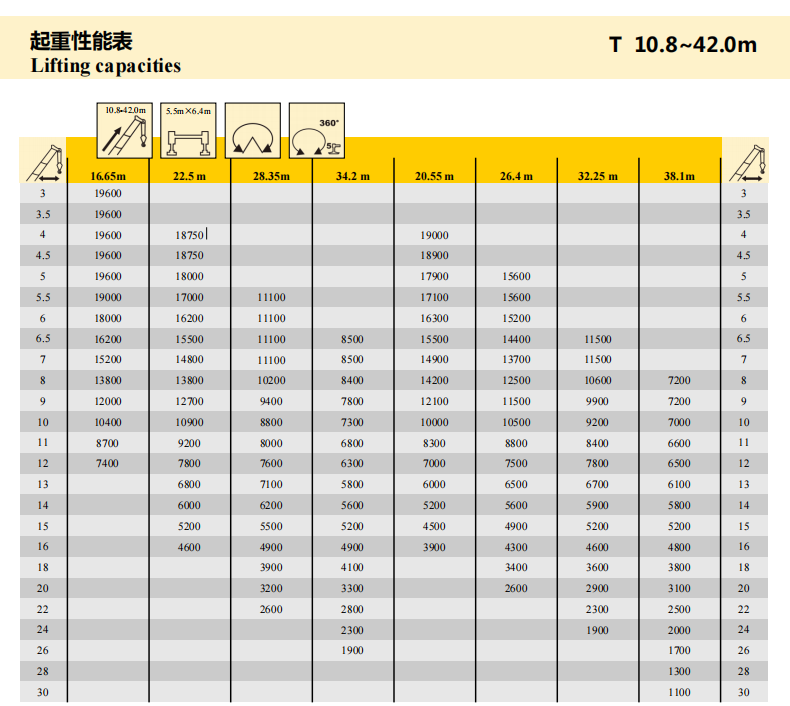 起重性能表
T 10.8~42.0m
Lifting capacities
10.8-42.0m 5.5m×6.4m 360° 5
16.65m 22.5 m 28.35m 34.2 m 20.55 m 26.4 m 32.25 m 38.1m
3 19600 3
3.5 19600 3.5
4 19600 18750 19000 4
4.5 19600 18750 18900 4.5
5 19600 18000 17900 15600 5
5.5 19000 17000 11100 17100 15600 5.5
6 18000 16200 11100 16300 15200 6
6.5 16200 15500 11100 8500 15500 14400 11500 6.5
7 15200 14800 11100 8500 14900 13700 11500 7
8 13800 13800 10200 8400 14200 12500 10600 7200 8
9 12000 12700 9400 7800 12100 11500 9900 7200 9
10 10400 10900 8800 7300 10000 10500 9200 7000 10
11 8700 9200 8000 6800 8300 8800 8400 6600 11
12 7400 7800 7600 6300 7000 7500 7800 6500 12
13 6800 7100 5800 6000 6500 6700 6100 13
14 6000 6200 5600 5200 5600 5900 5800 14
15 5200 5500 5200 4500 4900 5200 5200 15
16 4600 4900 4900 3900 4300 4600 4800 16
18 3900 4100 3400 3600 3800 18
20 3200 3300 2600 2900 3100 20
22 2600 2800 2300 2500 22
24 2300 1900 2000 24
26 1900 1700 26
28 1300 28
30 1100 30